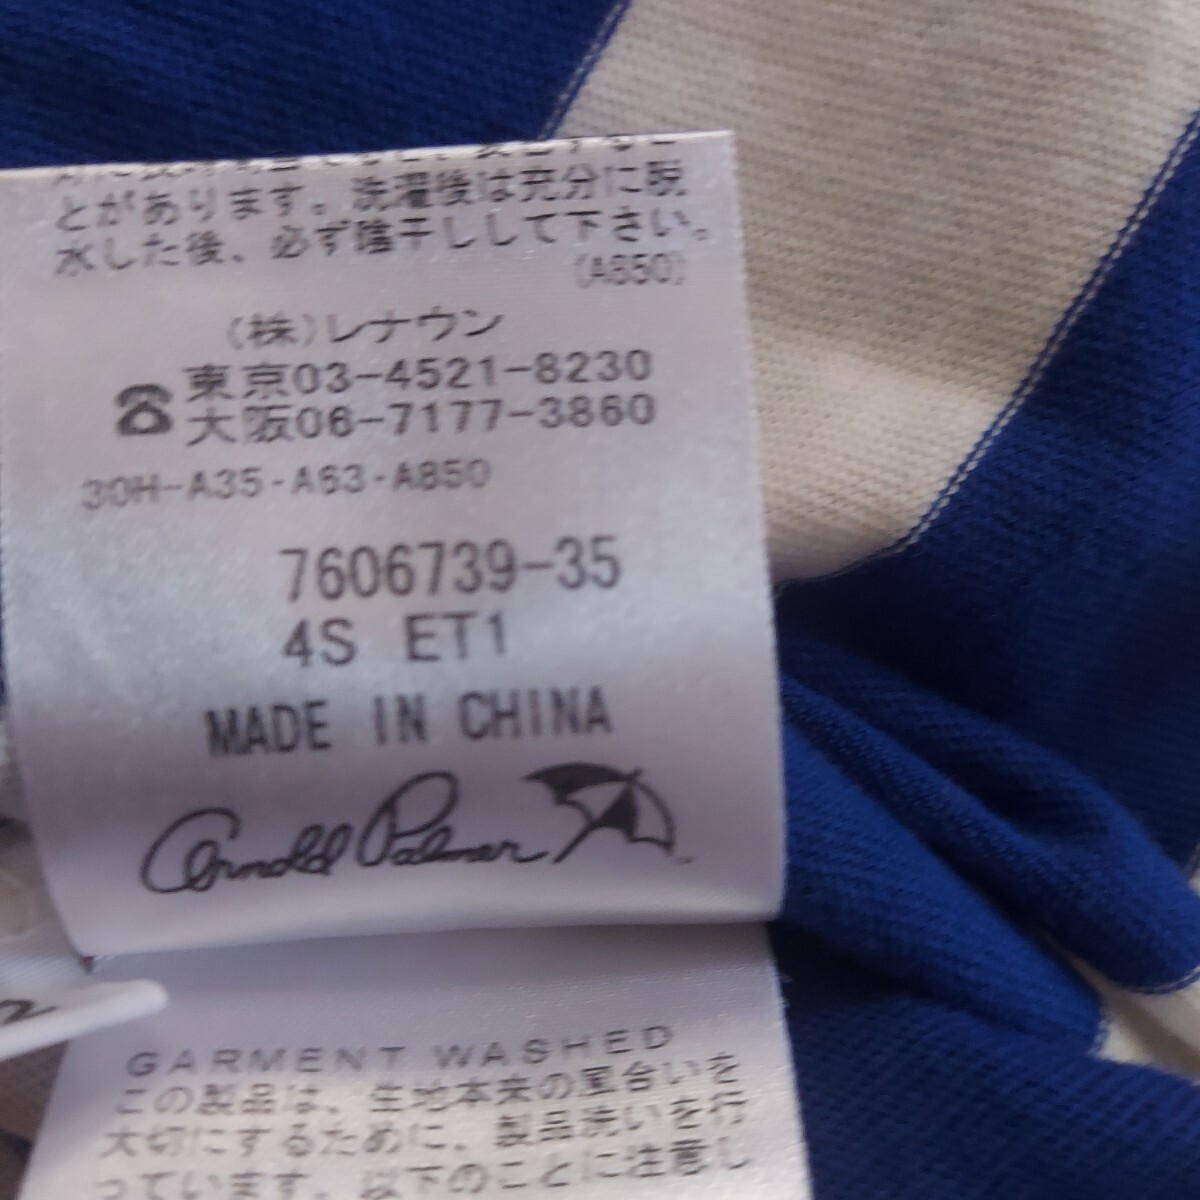 とがあります。洗濯後は充分に脱
水した後、必ず陰干しして下さい。
(A850)
(株)レナウン
☎東京03-4521-8230
大阪06-7177-3860
30H-A35-A63-A850
7606739-35
4S ET1
MADE IN CHINA
Arnold Palmer
2
GARMENT WASHED
この製品は、生地本来の風合いを
大切にするために、製品洗いを行
っています。以下のことに注意し